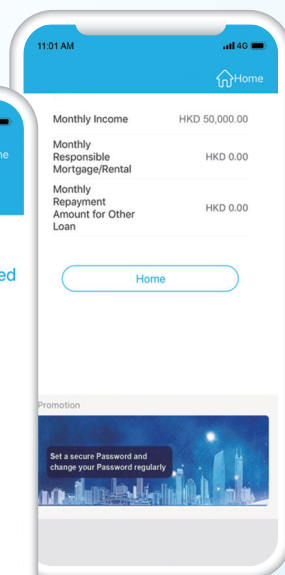 11:01 AM
4G
Home
Monthly Income
HKD 50,000.00
Monthly
Responsible
Mortgage/Rental
HKD 0.00
Monthly
Repayment
Amount for Other
Loan
HKD 0.00
Home
Promotion
Set a secure Password and
change your Password regularly